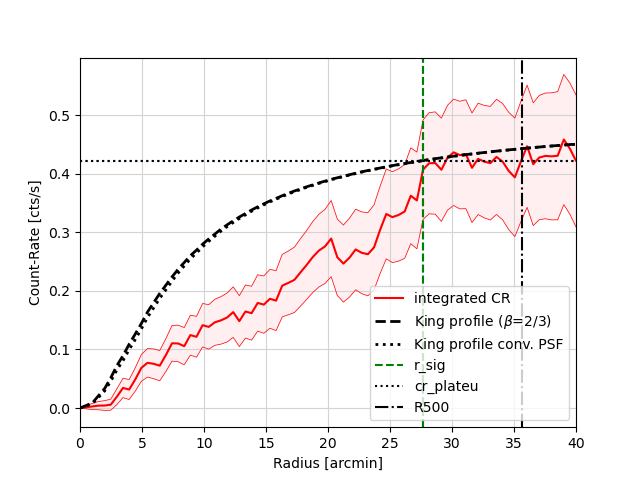 0.5
0.4
0.3
0.2
0.1
0.0
Count-Rate [cts/s]
integrated CR
King profile (β=2/3)
King profile conv. PSF
r_sig
cr_plateu
R500
0 5 10 15 20 25 30 35 40
Radius [arcmin]